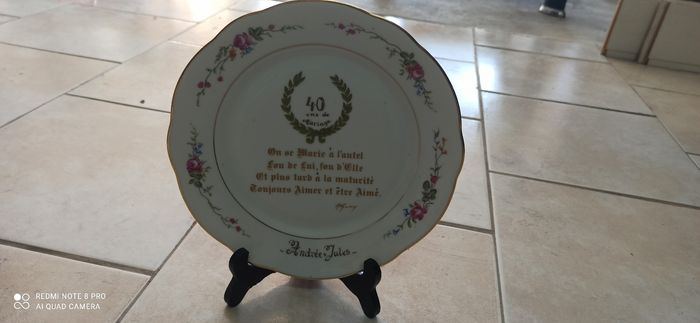 40
ans de
Mariage
On se Marie à l'autel
Fou de Lui, fou d'Elle
Et plus tard à la maturité
Toujours Aimer et être Aimé.
~ Andrée - Jules ~
REDMI NOTE 8 PRO
AI QUAD CAMERA